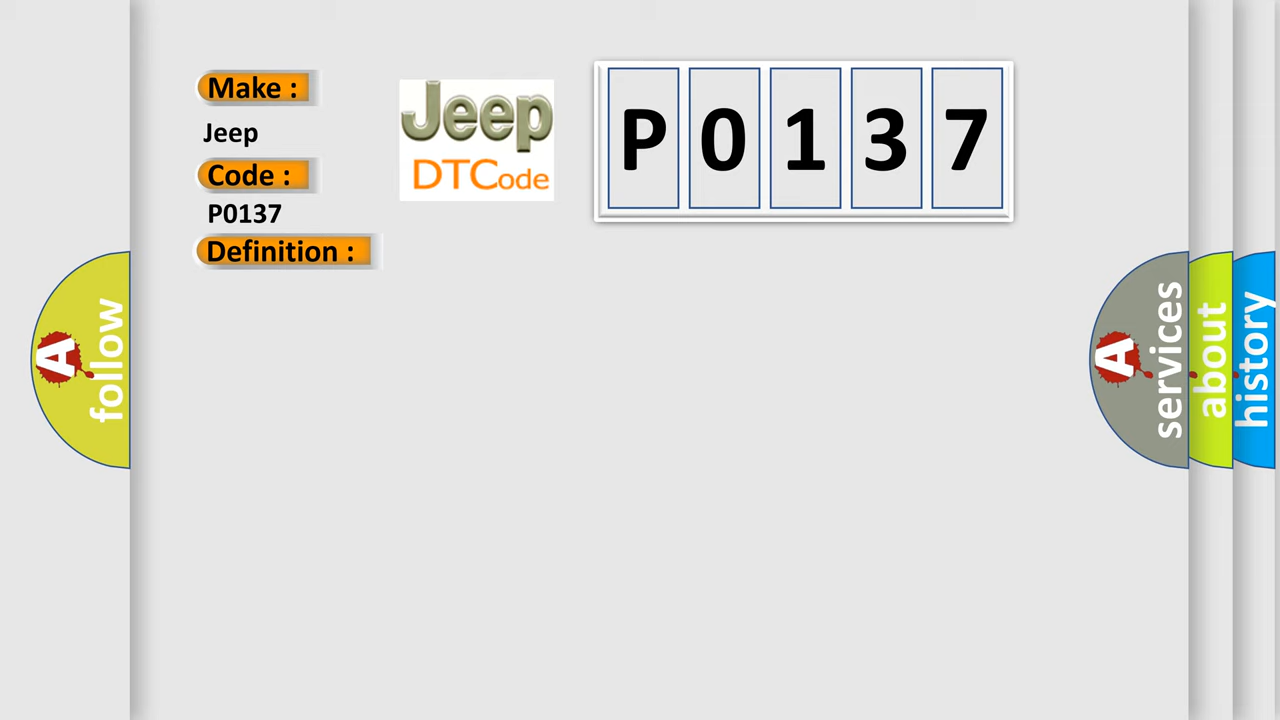 Make :
Jeep
Code :
P0137
Definition :
Jeep
DTCode
P 0 1 3 7
A follow
A services
about
history